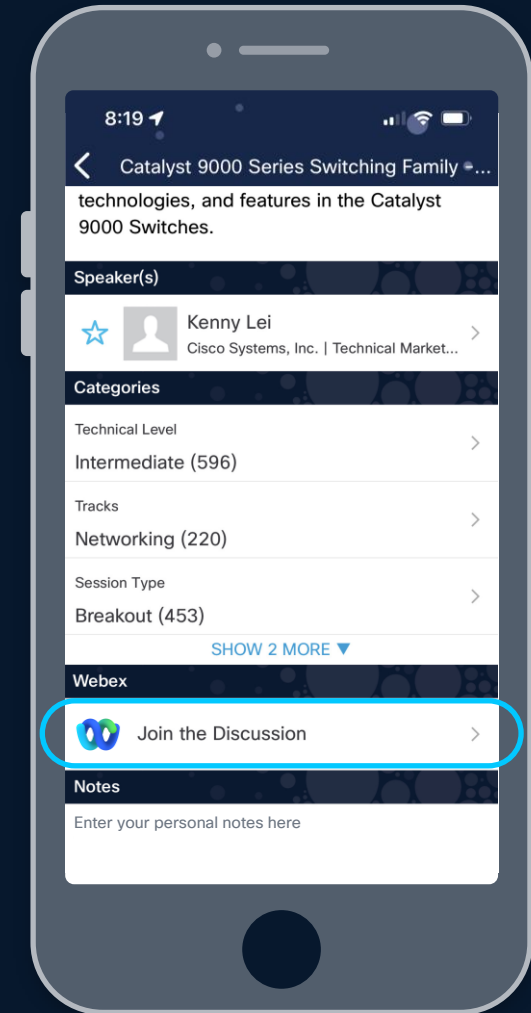 8:19
Catalyst 9000 Series Switching Family -...
technologies, and features in the Catalyst
9000 Switches.
Speaker(s)
Kenny Lei
Cisco Systems, Inc. | Technical Market...
Categories
Technical Level
Intermediate (596)
Tracks
Networking (220)
Session Type
Breakout (453)
SHOW 2 MORE ▼
Webex
Join the Discussion
Notes
Enter your personal notes here